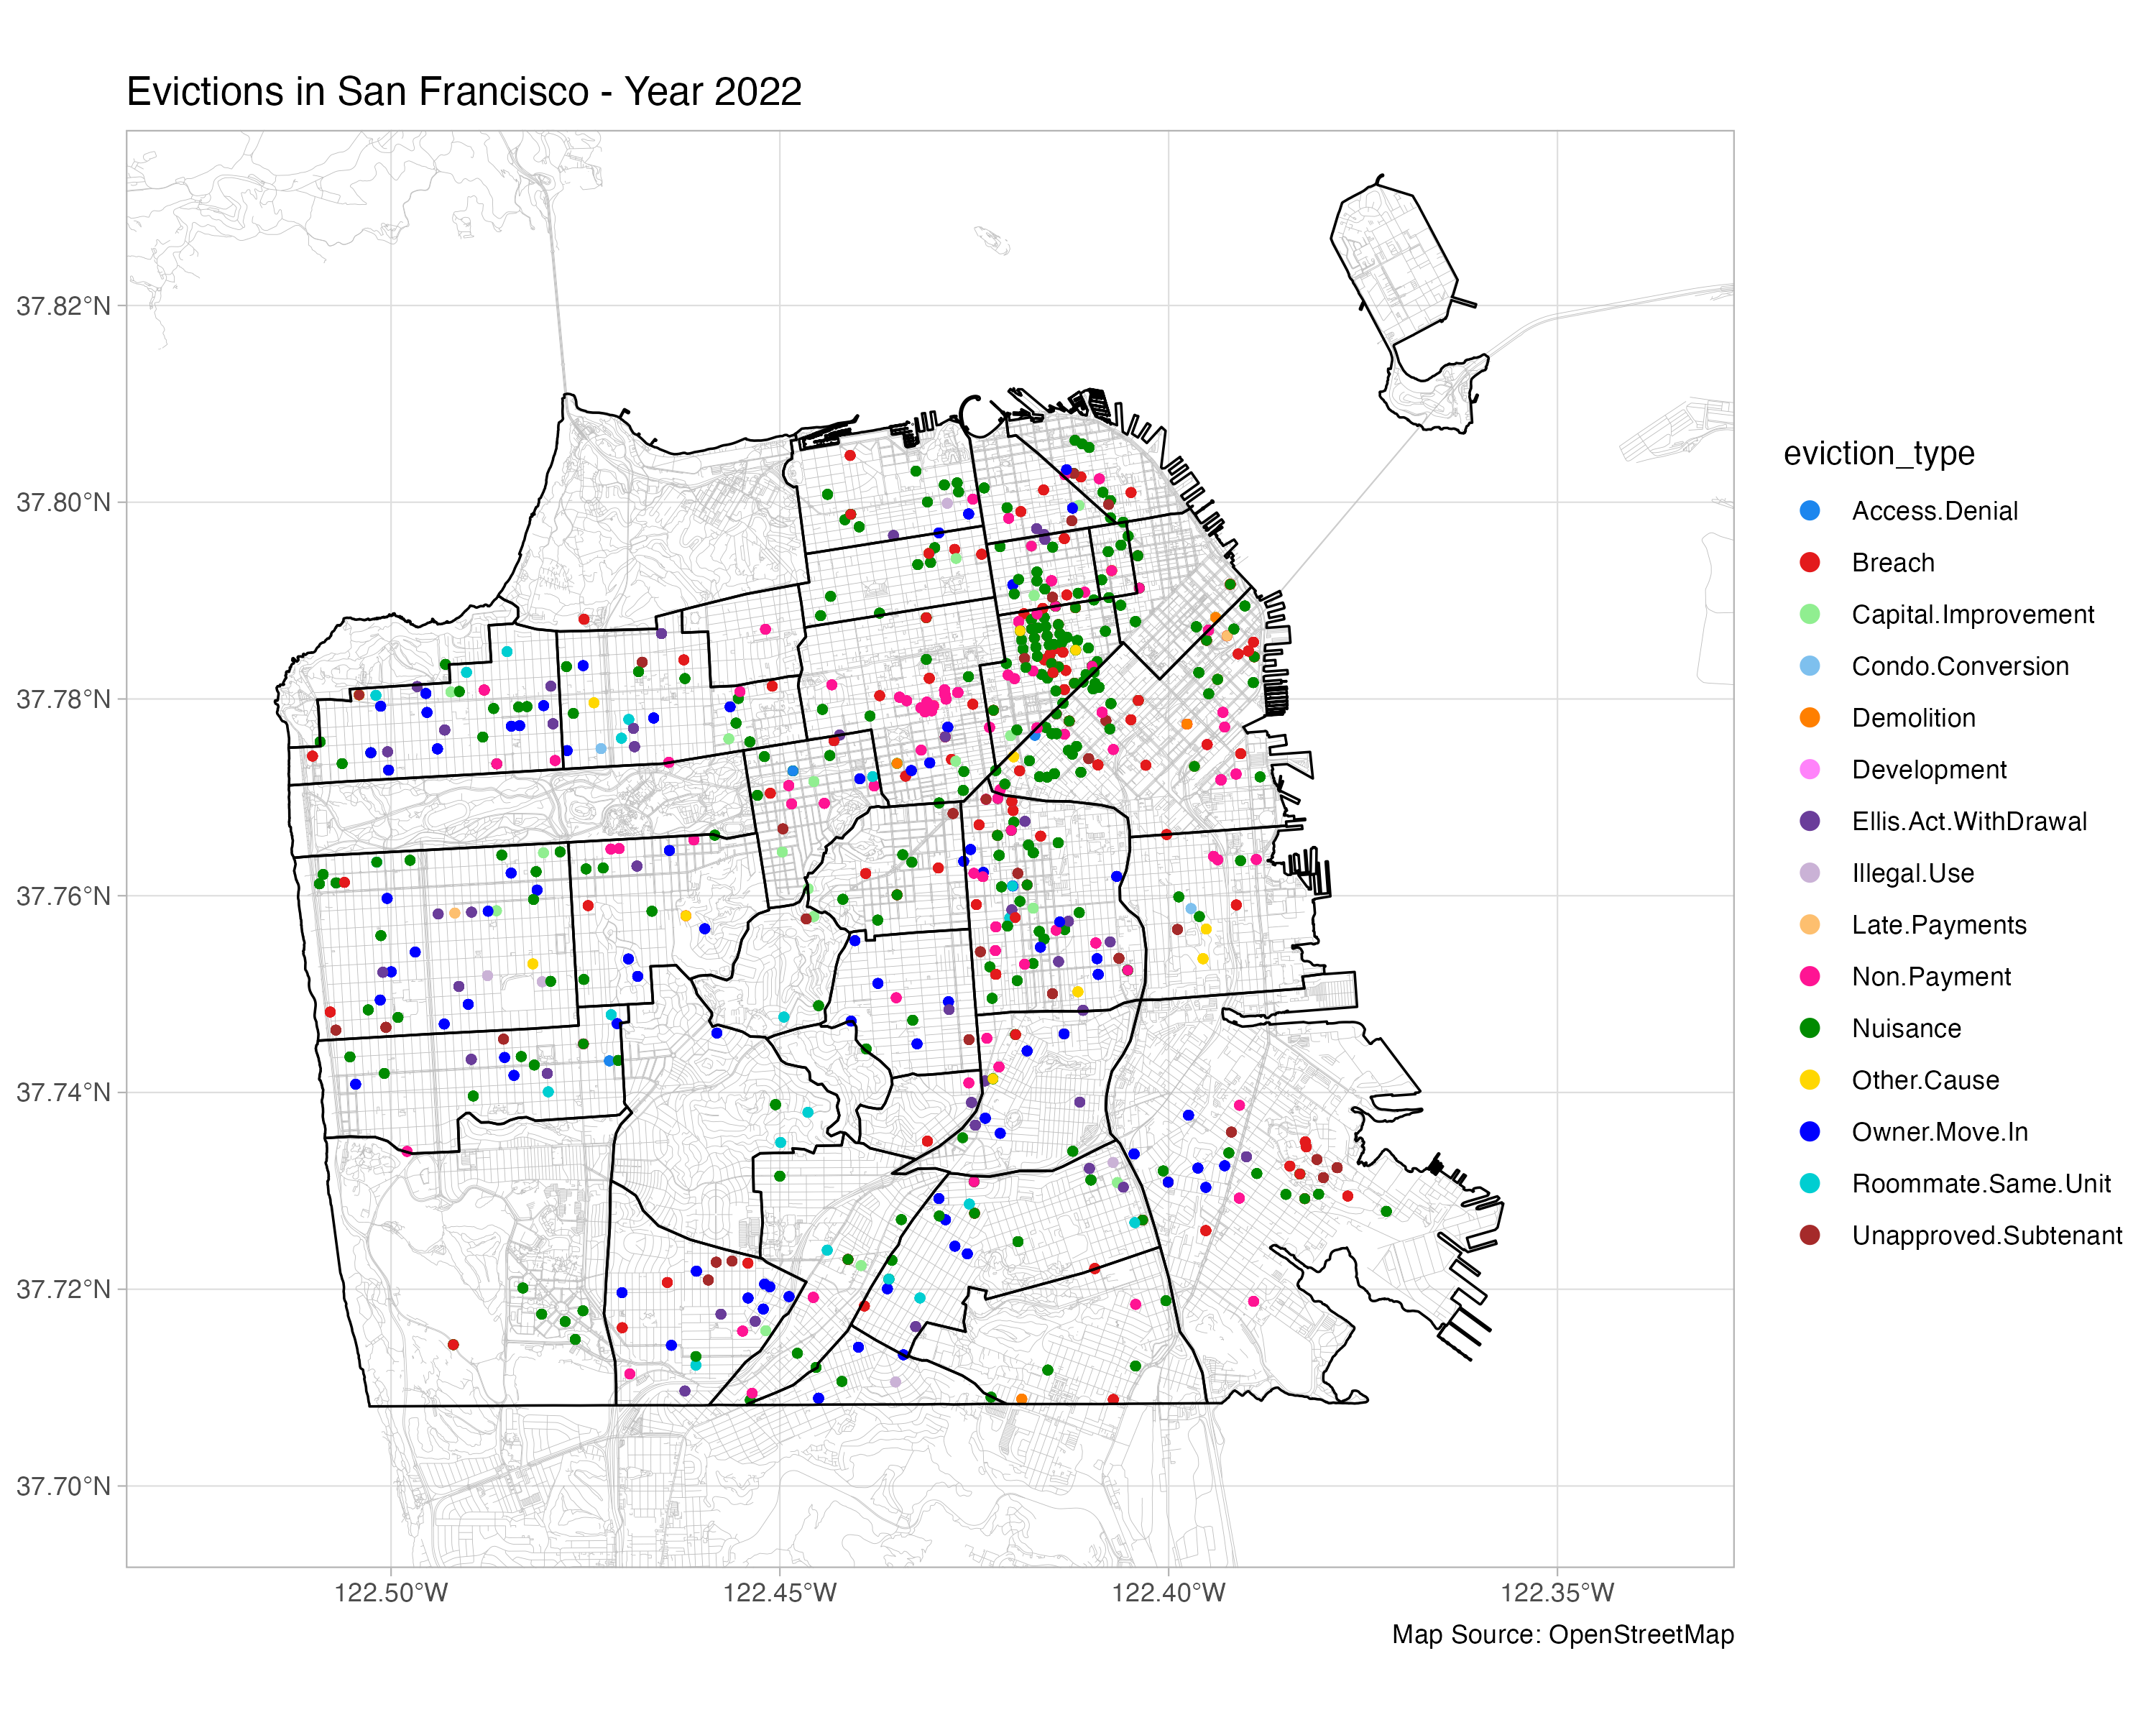 Evictions in San Francisco - Year 2022
37.82°N
37.80°N
37.78°N
37.76°N
37.74°N
37.72°N
37.70°N
122.50°W
122.45°W
122.40°W
122.35°W
Map Source: OpenStreetMap
eviction_type
Access.Denial
Breach
Capital.Improvement
Condo.Conversion
Demolition
Development
Ellis.Act.WithDrawal
Illegal.Use
Late.Payments
Non.Payment
Nuisance
Other.Cause
Owner.Move.In
Roommate.Same.Unit
Unapproved.Subtenant